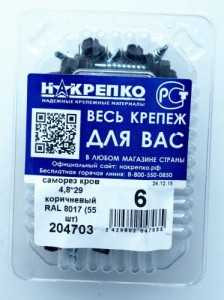 НАКРЕПКО
НАДЕЖНЫЕ КРЕПЕЖНЫЕ МАТЕРИАЛЫ
РСТ
ВЕСЬ КРЕПЕЖ
ДЛЯ ВАС
В ЛЮБОМ МАГАЗИНЕ СТРАНЫ
Официальный сайт: накрепко.рф
Бесплатная горячая линия: 8-800-550-0850
24.12.15
саморез кров
4,8*29
коричневый
RAL 8017 (55
шт)
204703
6